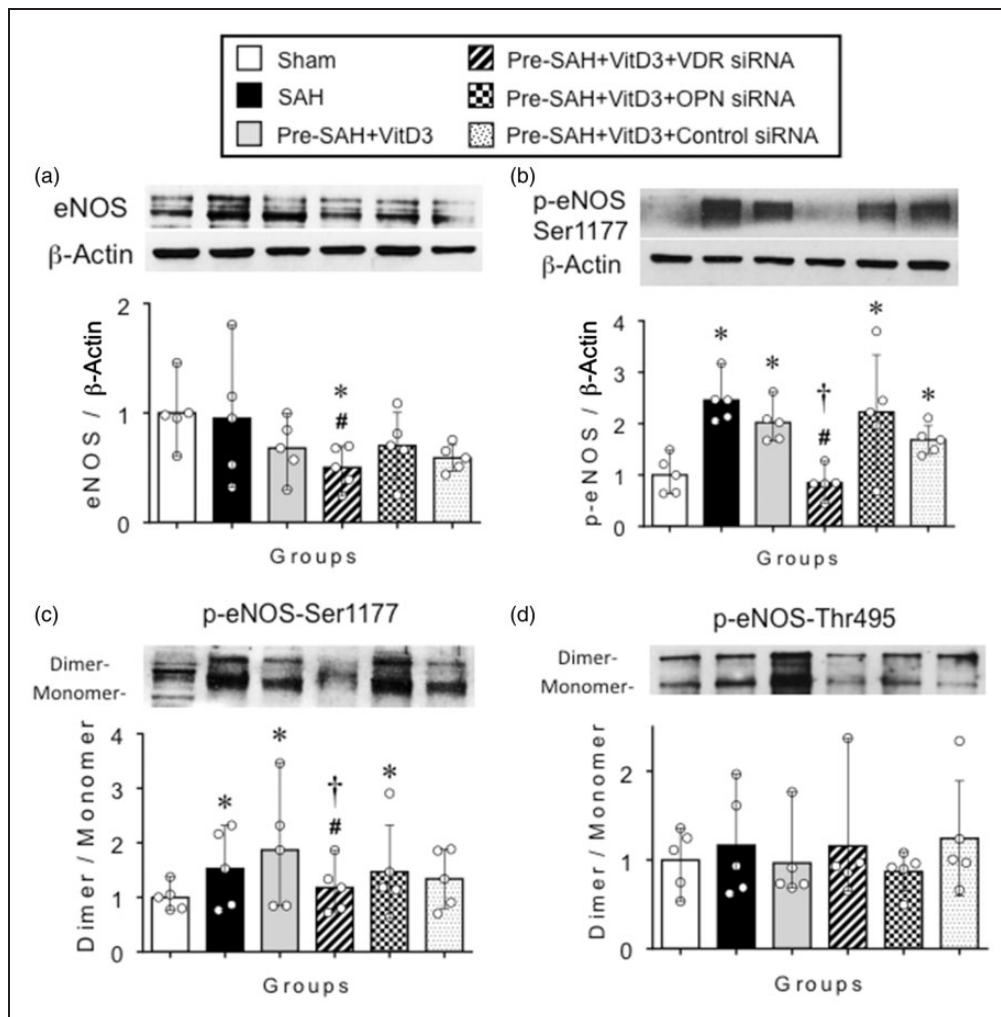 Sham
SAH
Pre-SAH+VitD3
Pre-SAH+VitD3+VDR siRNA
Pre-SAH+VitD3+OPN siRNA
Pre-SAH+VitD3+Control siRNA
(a)
eNOS
β-Actin
2
1
0
eNOS / β-Actin
*
#
Groups
(b)
p-eNOS
Ser1177
β-Actin
4
3
2
1
0
p-eNOS / β-Actin
*
*
†
#
*
*
Groups
(c)
p-eNOS-Ser1177
Dimer-
Monomer-
4
3
2
1
0
Dimer / Monomer
*
*
†
#
*
Groups
(d)
p-eNOS-Thr495
Dimer-
Monomer-
2
1
0
Dimer / Monomer
Groups